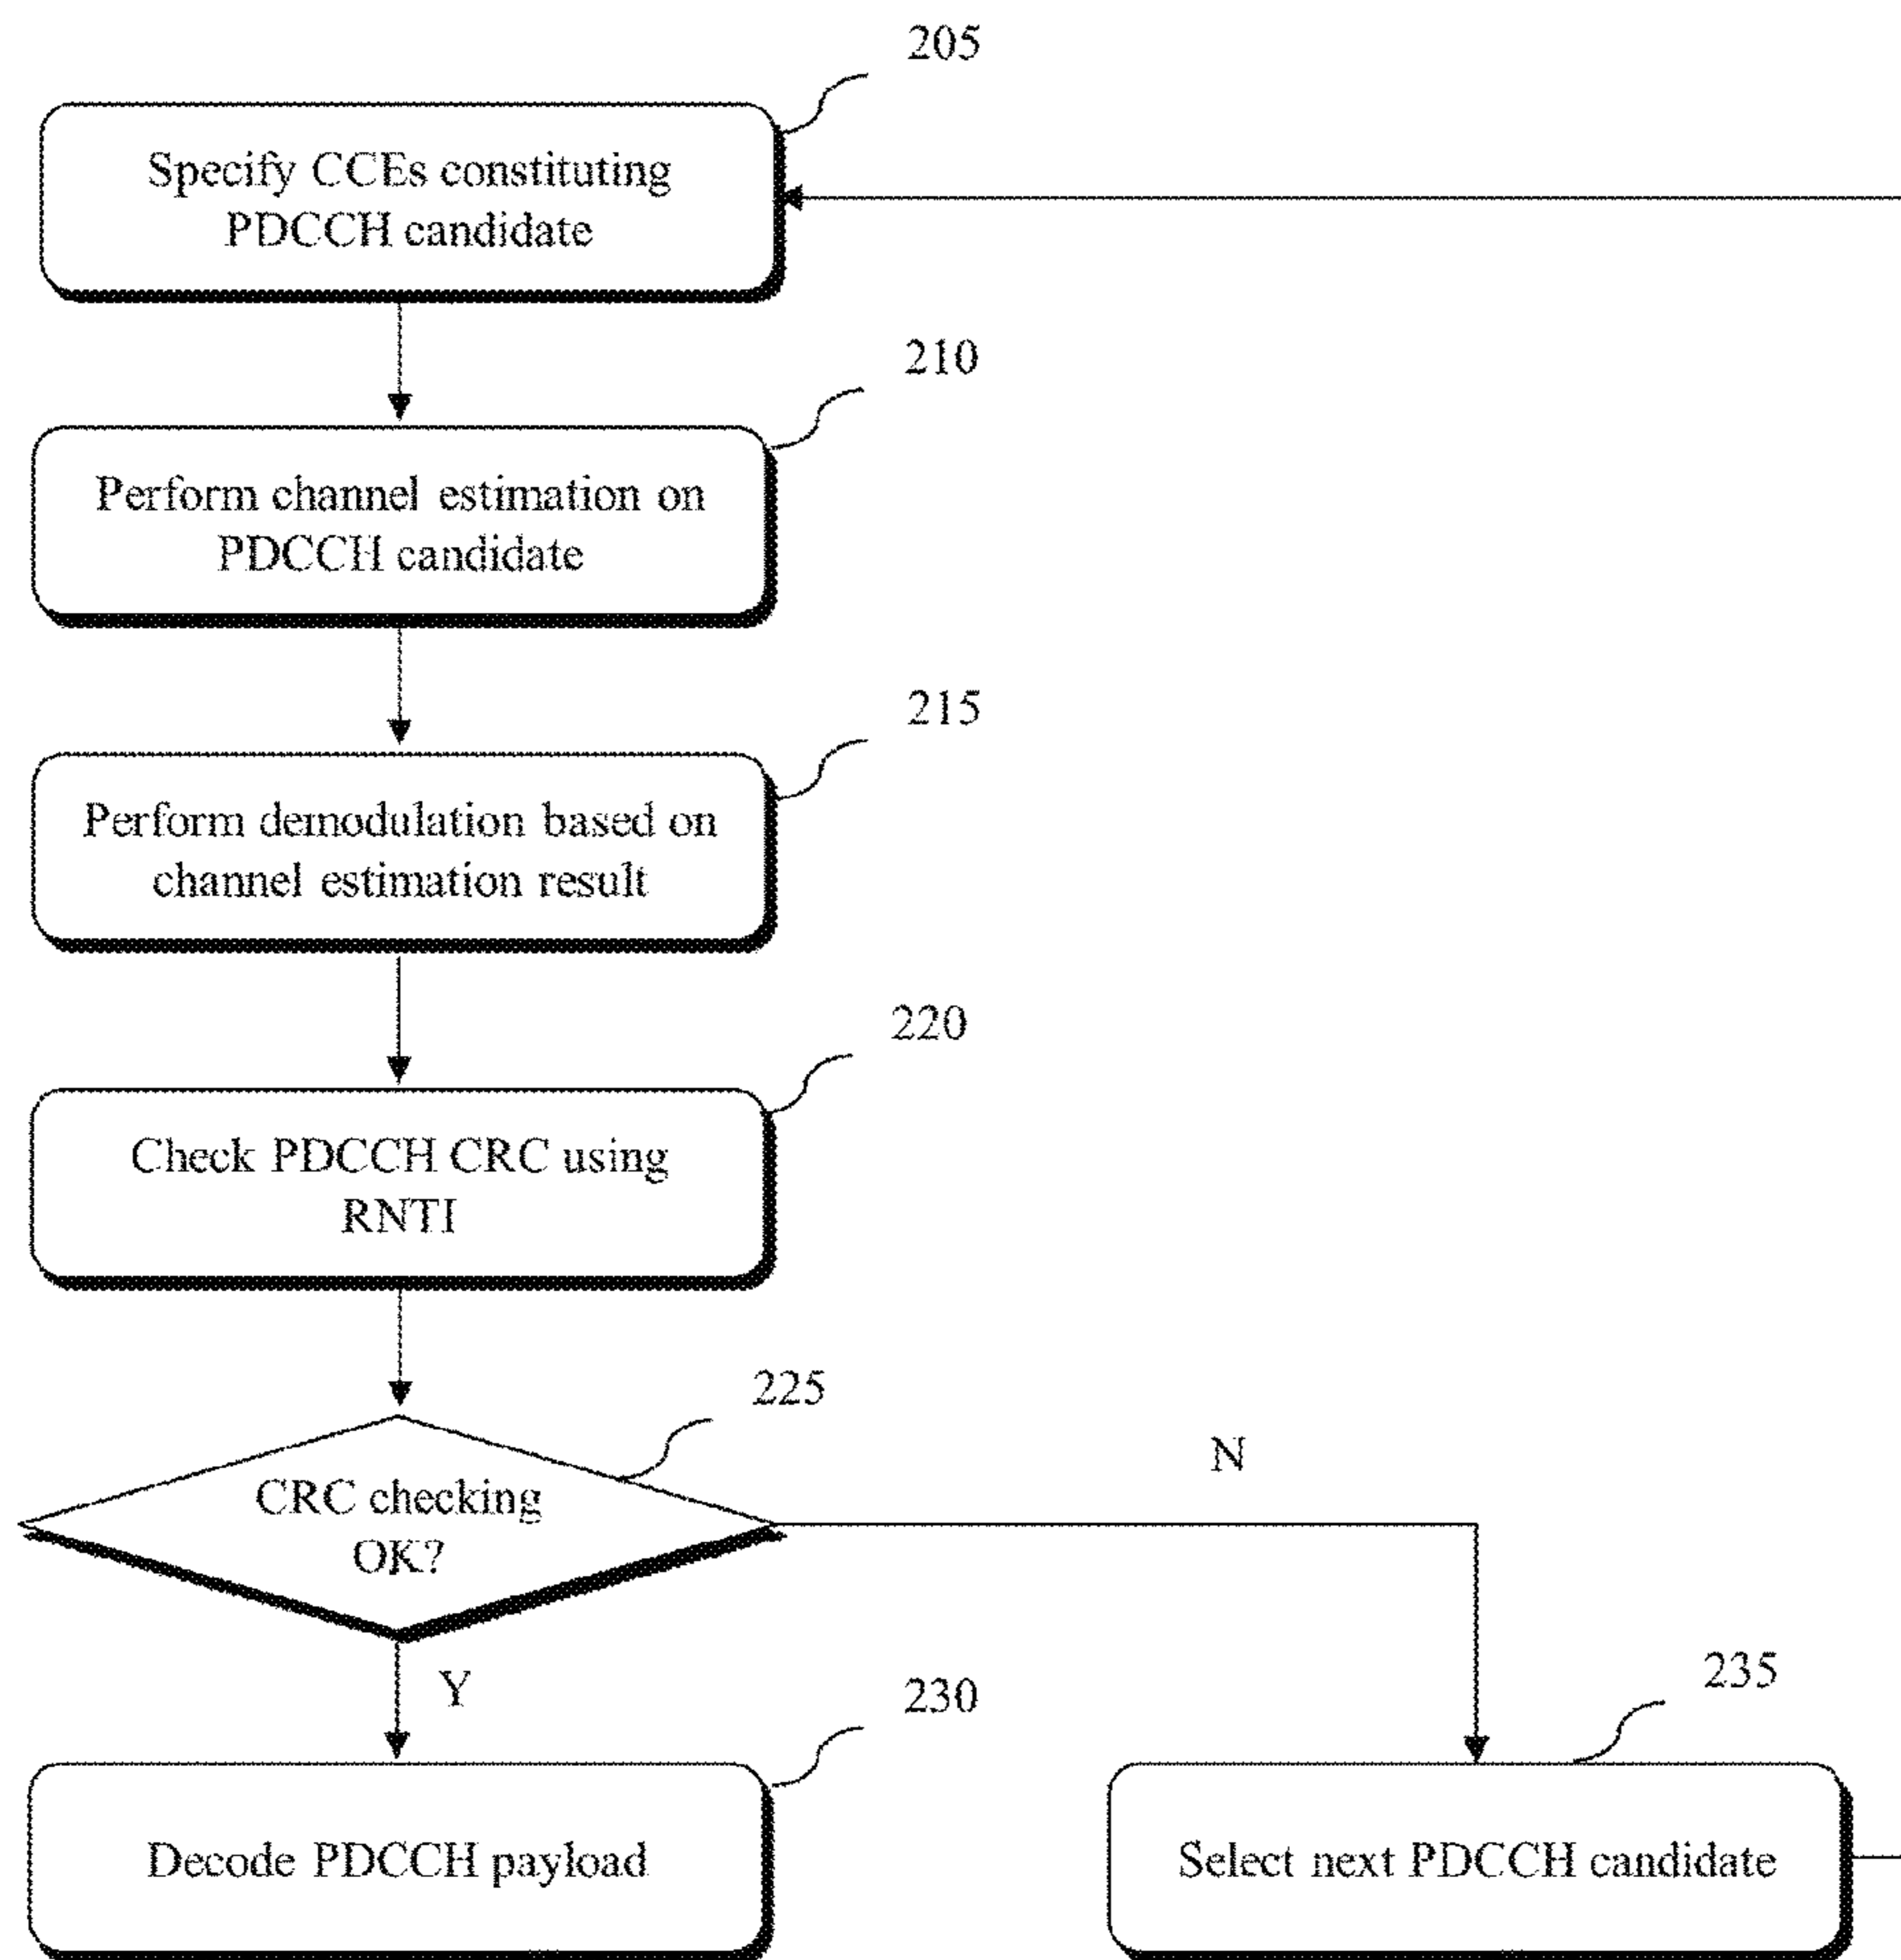 205
Specify CCEs constituting
PDCCH candidate
210
Perform channel estimation on
PDCCH candidate
215
Perform demodulation based on
channel estimation result
220
Check PDCCH CRC using
RNTI
225
CRC checking
OK?
N
Y
230
Decode PDCCH payload
235
Select next PDCCH candidate